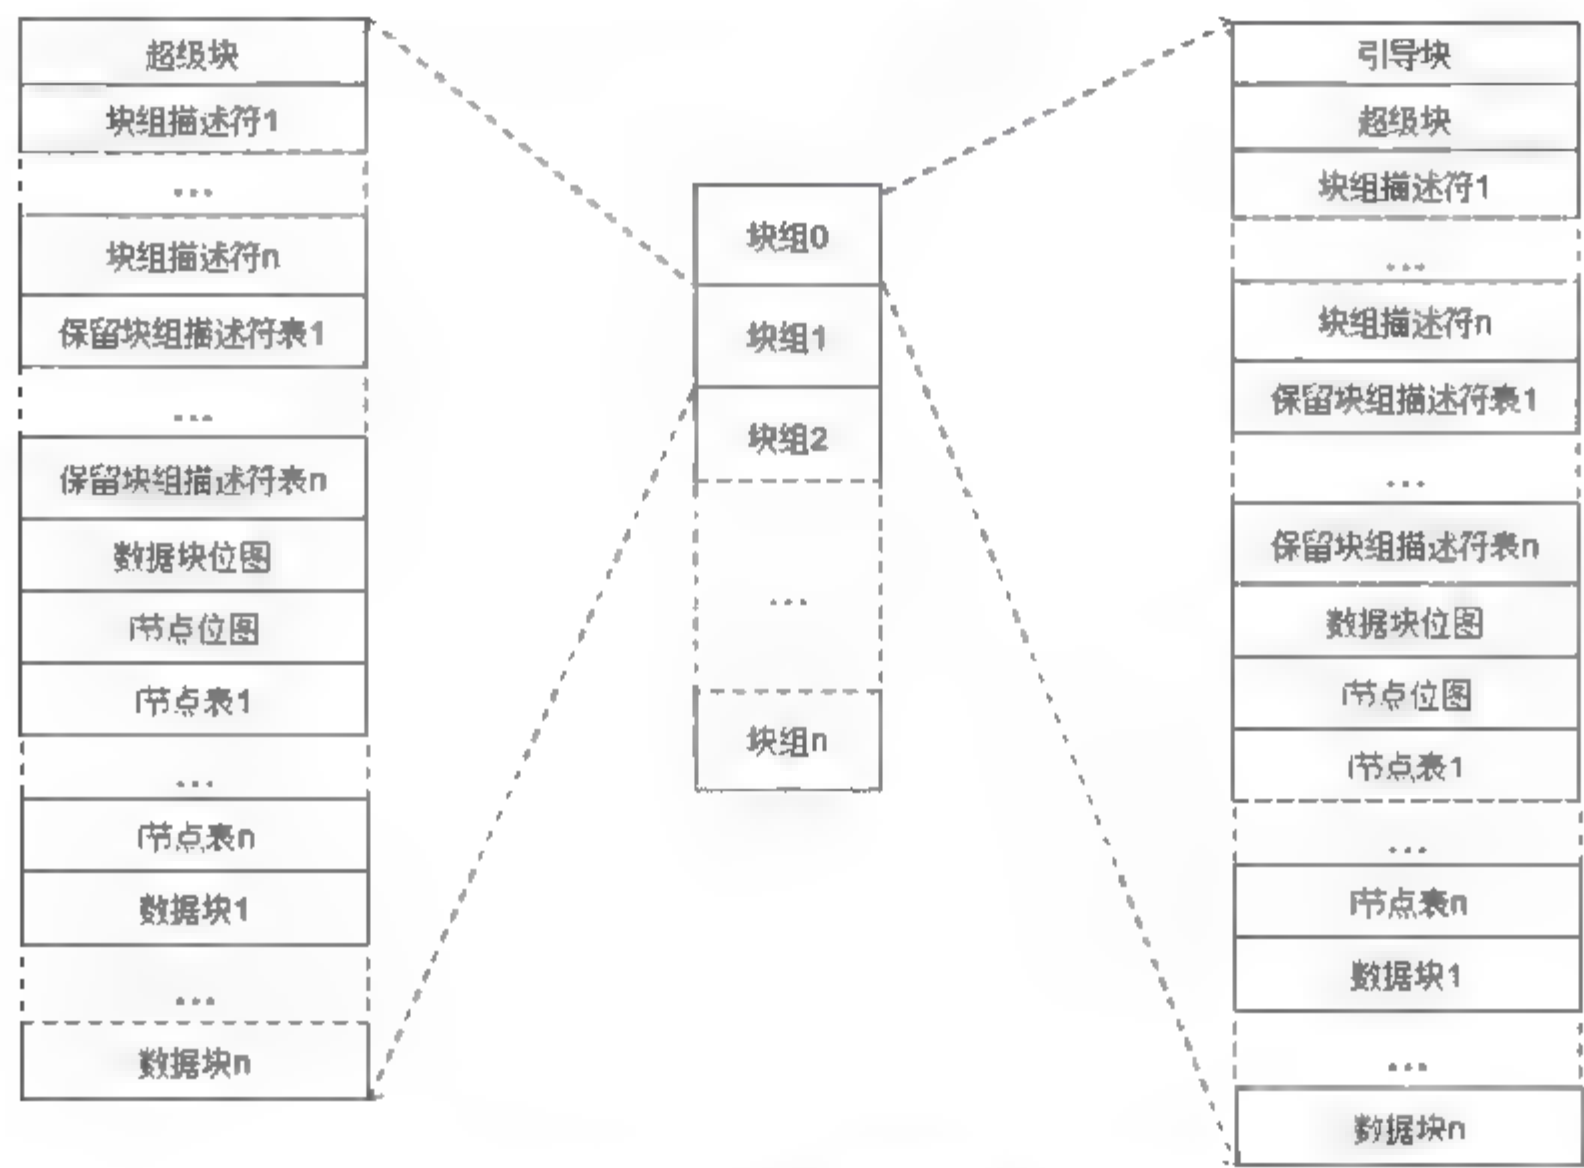 超级块
块组描述符1
...
块组描述符n
保留块组描述符表1
...
保留块组描述符表n
数据块位图
i节点位图
i节点表1
...
i节点表n
数据块1
...
数据块n
块组0
块组1
块组2
...
块组n
引导块
超级块
块组描述符1
...
块组描述符n
保留块组描述符表1
...
保留块组描述符表n
数据块位图
i节点位图
i节点表1
...
i节点表n
数据块1
...
数据块n